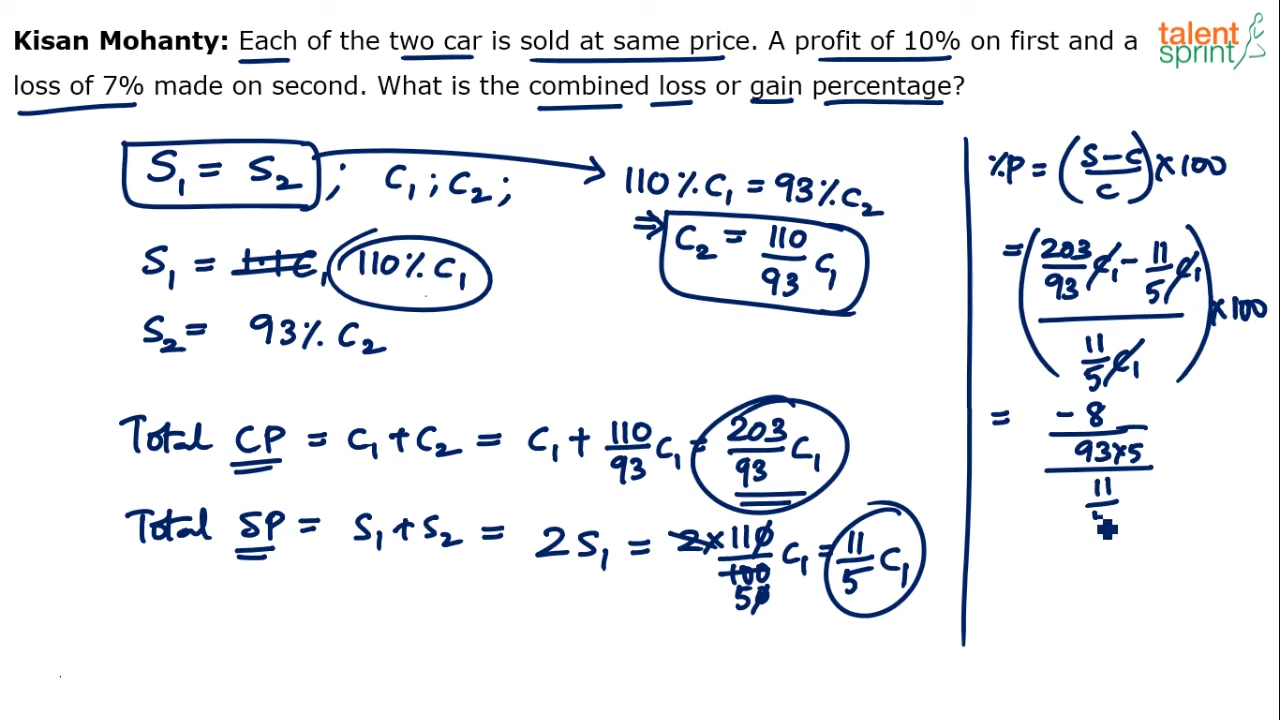 Kisan Mohanty: Each of the two car is sold at same price. A profit of 10% on first and a
loss of 7% made on second. What is the combined loss or gain percentage?
talent
sprint
S₁ = S₂ ; C₁ ; C₂ ;
S₁ = 110% C₁
S₂ = 93% C₂
110% C₁ = 93% C₂
⇒ C₂ = 110/93 C₁
Total CP = C₁ + C₂ = C₁ + 110/93 C₁ = 203/93 C₁
Total SP = S₁ + S₂ = 2S₁ = 2×110/100 C₁ = 11/5 C₁
50
%P = (S-C/C) × 100
= (203/93 C₁ - 11/5 C₁ / 11/5 C₁) × 100
= -8/93×5 / 11